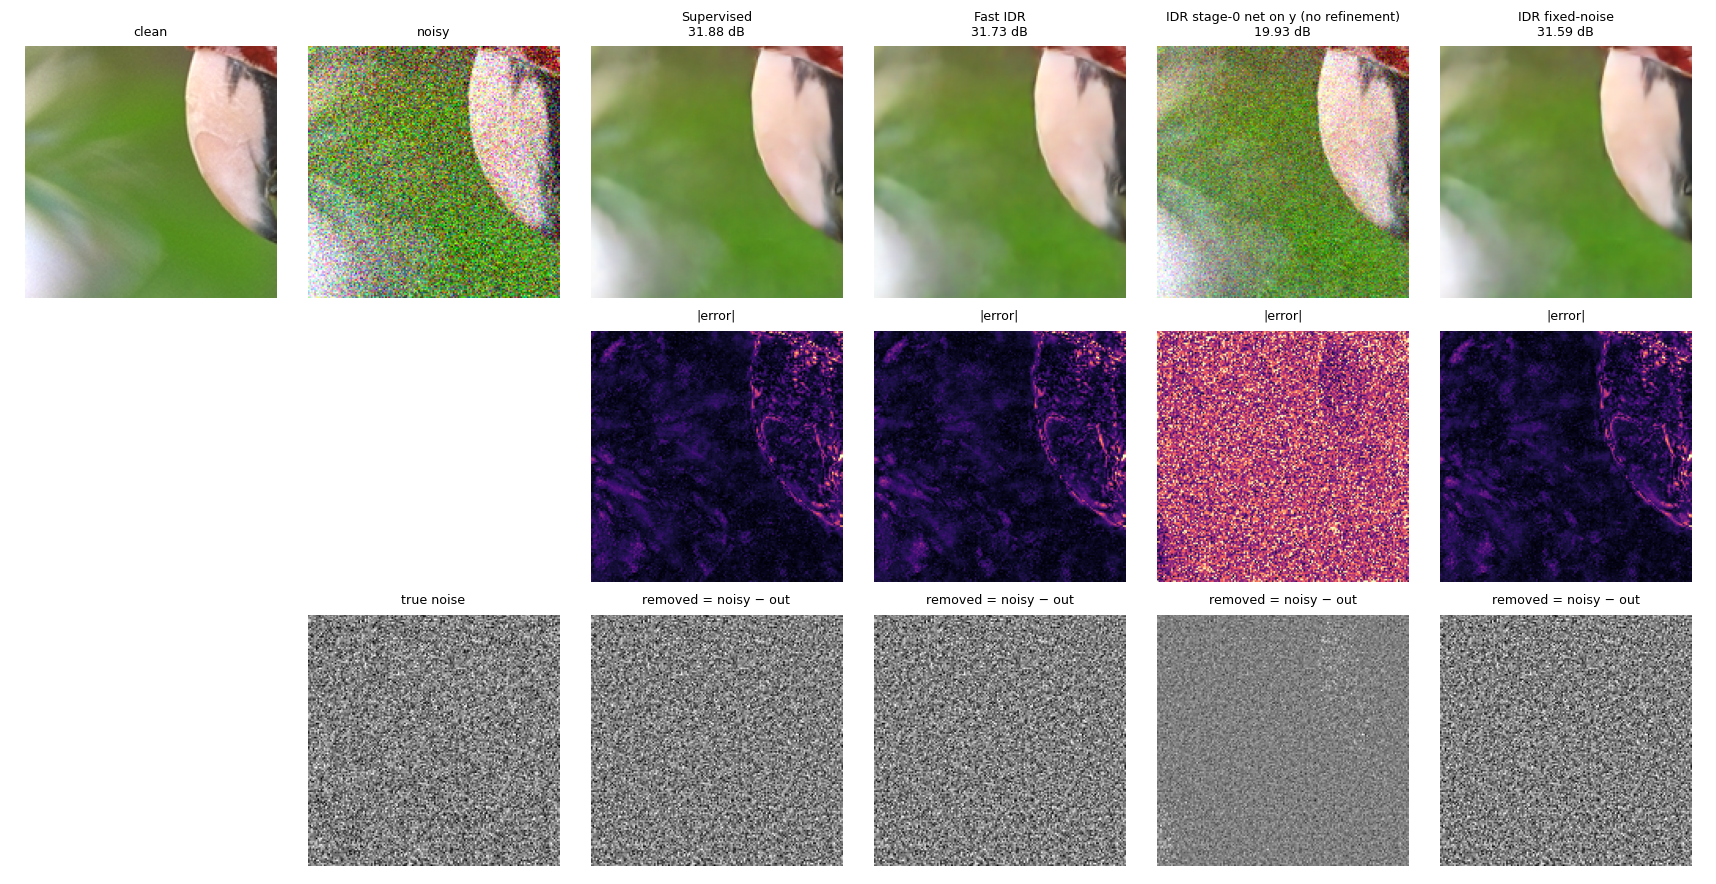 clean
noisy
Supervised
31.88 dB
Fast IDR
31.73 dB
IDR stage-0 net on y (no refinement)
19.93 dB
IDR fixed-noise
31.59 dB
|error|
|error|
|error|
|error|
true noise
removed = noisy − out
removed = noisy − out
removed = noisy − out
removed = noisy − out